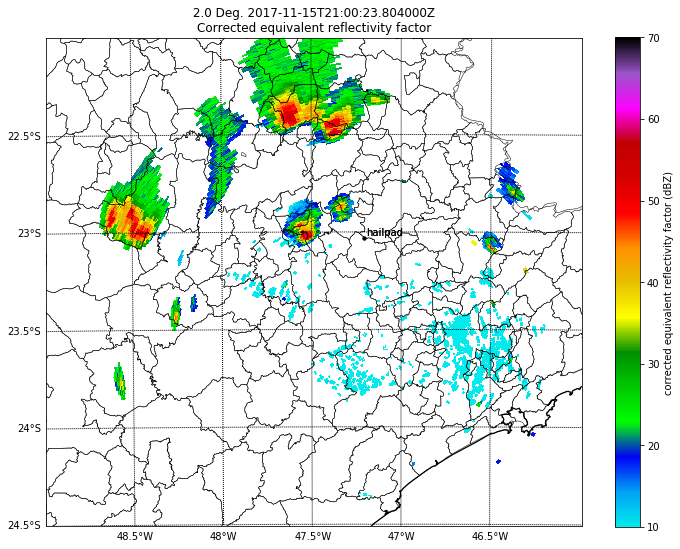 2.0 Deg. 2017-11-15T21:00:23.804000Z
Corrected equivalent reflectivity factor
22.5°S
23°S
23.5°S
24°S
24.5°S
48.5°W
48°W
47.5°W
47°W
46.5°W
hailpad
70
60
50
40
30
20
10
corrected equivalent reflectivity factor (dBZ)